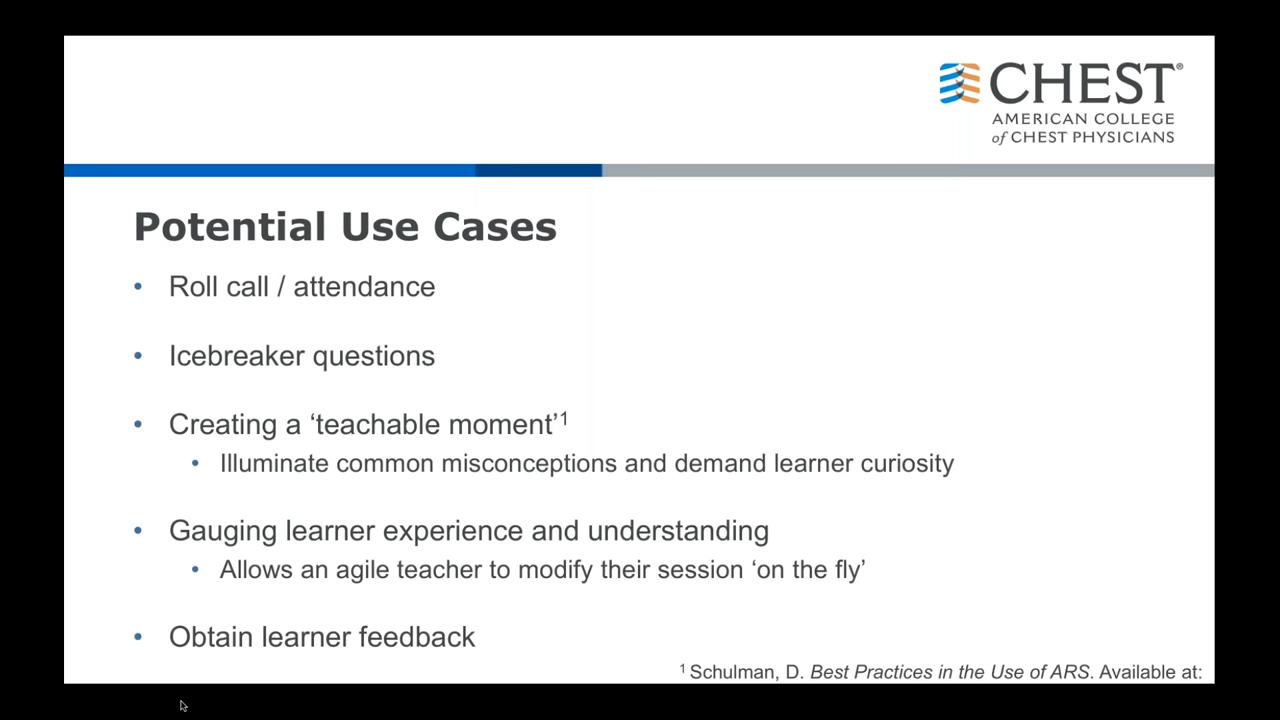 CHEST®
AMERICAN COLLEGE
of CHEST PHYSICIANS
Potential Use Cases
• Roll call / attendance
• Icebreaker questions
• Creating a ‘teachable moment’¹
• Illuminate common misconceptions and demand learner curiosity
• Gauging learner experience and understanding
• Allows an agile teacher to modify their session ‘on the fly’
• Obtain learner feedback
¹ Schulman, D. Best Practices in the Use of ARS. Available at: